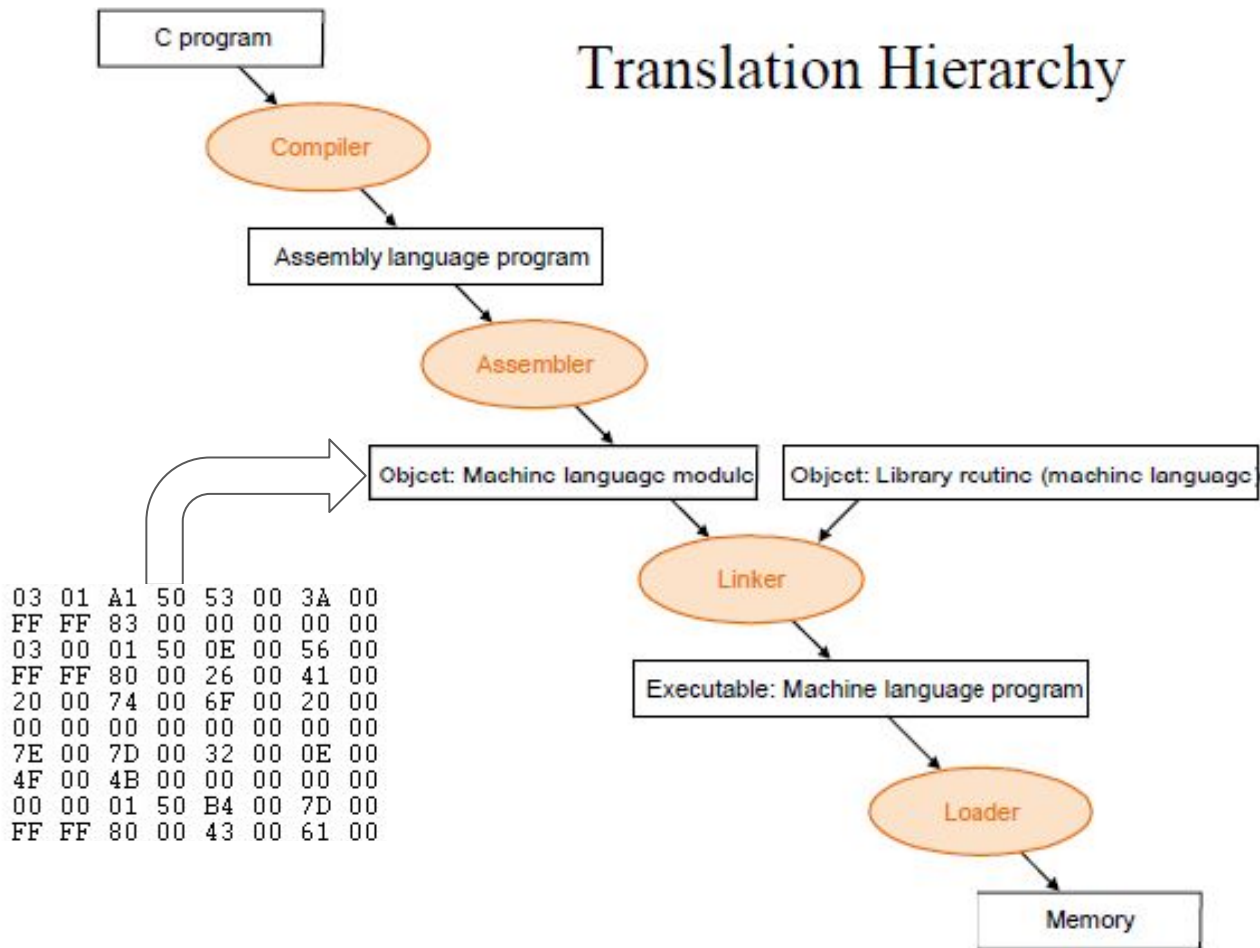 C program
Translation Hierarchy
Compiler
Assembly language program
Assembler
Object: Machine language module
Object: Library routine (machine language)
Linker
03 01 A1 50 53 00 3A 00
FF FF 83 00 00 00 00 00
03 00 01 50 0E 00 56 00
FF FF 80 00 26 00 41 00
20 00 74 00 6F 00 20 00
00 00 00 00 00 00 00 00
7E 00 7D 00 32 00 0E 00
4F 00 4B 00 00 00 00 00
00 00 01 50 B4 00 7D 00
FF FF 80 00 43 00 61 00
Executable: Machine language program
Loader
Memory